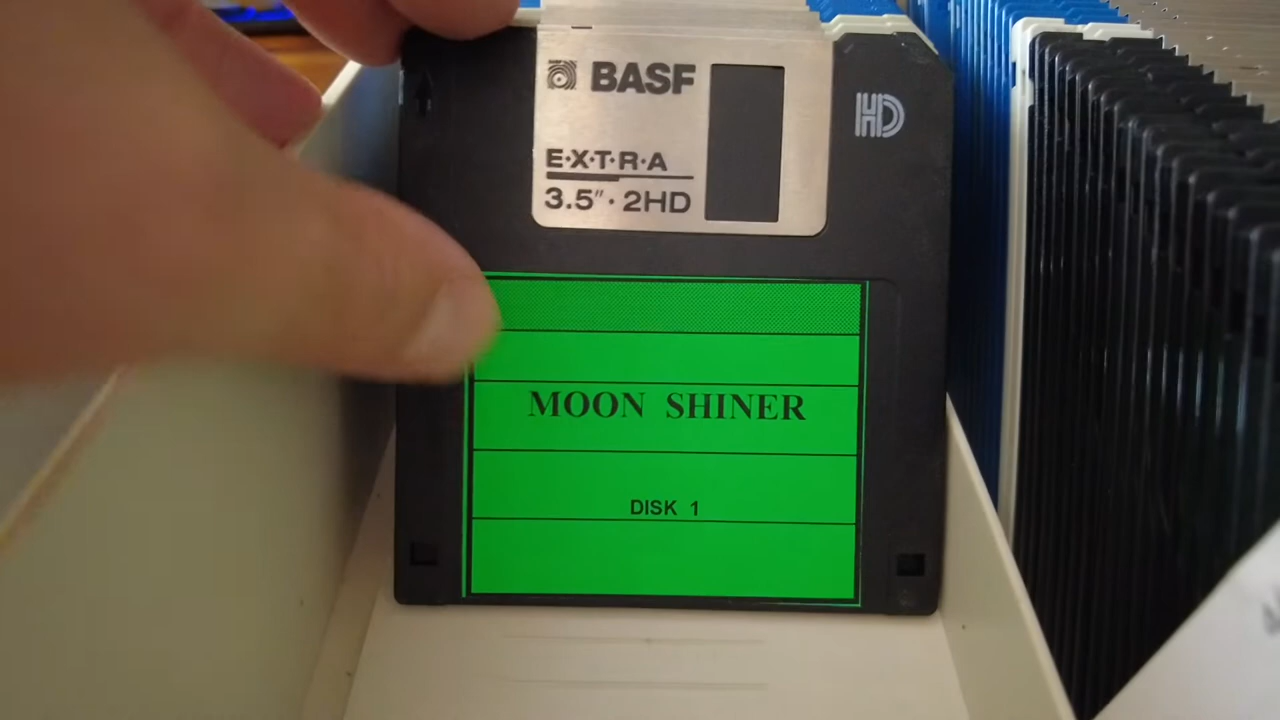 BASF
HD
E·X·T·R·A
3.5"· 2HD
MOON SHINER
DISK 1